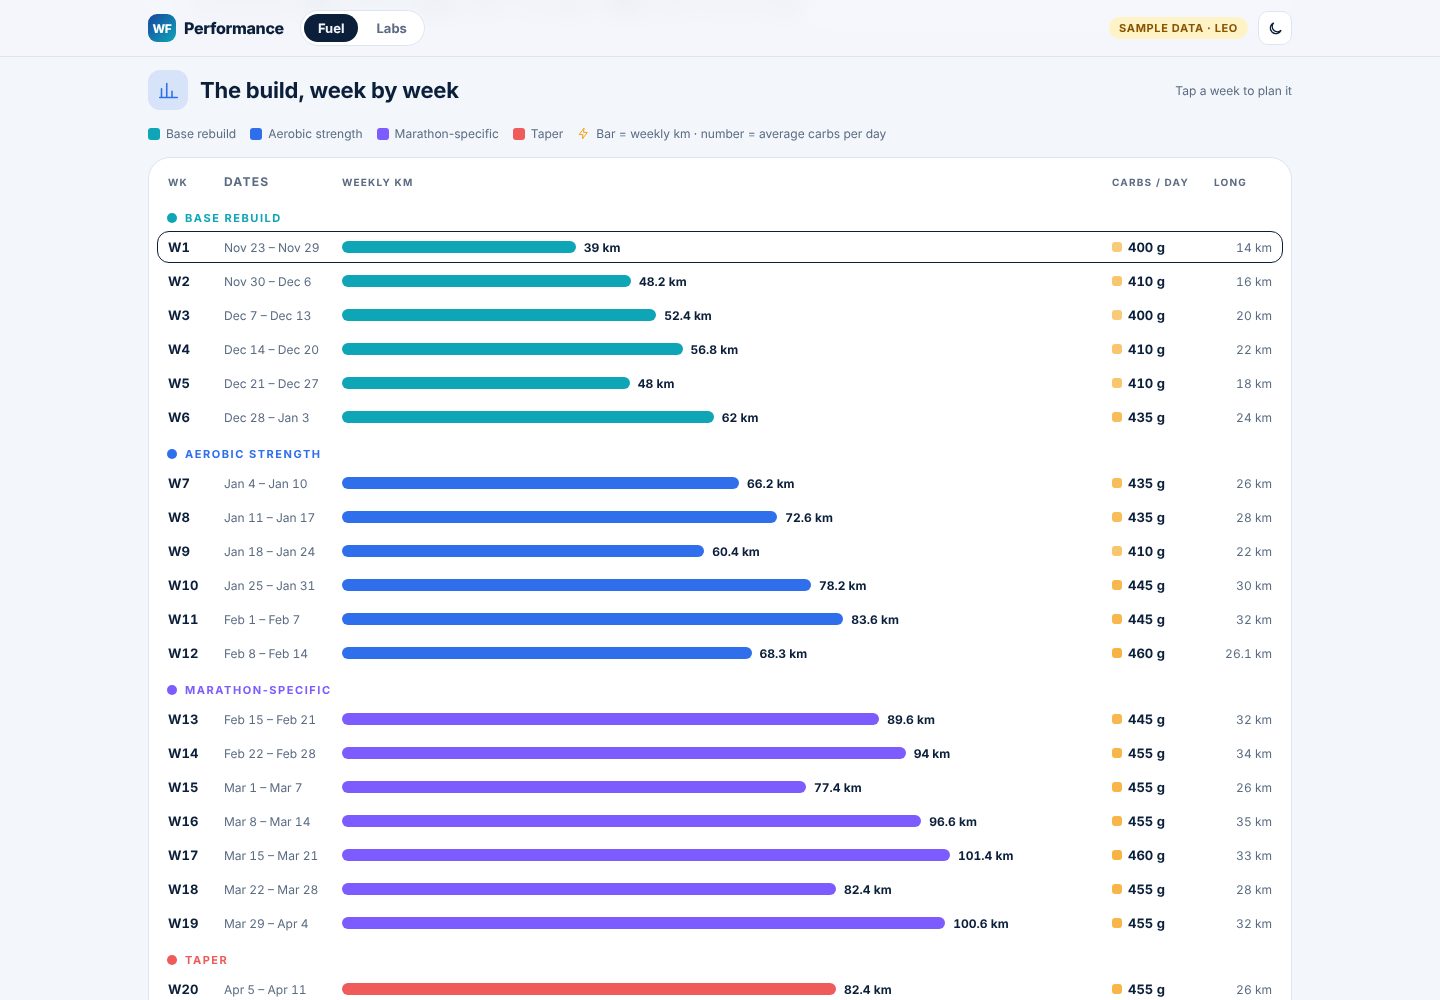 WF Performance Fuel Labs SAMPLE DATA · LEO
The build, week by week Tap a week to plan it
Base rebuild Aerobic strength Marathon-specific Taper Bar = weekly km · number = average carbs per day
WK DATES WEEKLY KM CARBS / DAY LONG
BASE REBUILD
W1 Nov 23 – Nov 29 39 km 400 g 14 km
W2 Nov 30 – Dec 6 48.2 km 410 g 16 km
W3 Dec 7 – Dec 13 52.4 km 400 g 20 km
W4 Dec 14 – Dec 20 56.8 km 410 g 22 km
W5 Dec 21 – Dec 27 48 km 410 g 18 km
W6 Dec 28 – Jan 3 62 km 435 g 24 km
AEROBIC STRENGTH
W7 Jan 4 – Jan 10 66.2 km 435 g 26 km
W8 Jan 11 – Jan 17 72.6 km 435 g 28 km
W9 Jan 18 – Jan 24 60.4 km 410 g 22 km
W10 Jan 25 – Jan 31 78.2 km 445 g 30 km
W11 Feb 1 – Feb 7 83.6 km 445 g 32 km
W12 Feb 8 – Feb 14 68.3 km 460 g 26.1 km
MARATHON-SPECIFIC
W13 Feb 15 – Feb 21 89.6 km 445 g 32 km
W14 Feb 22 – Feb 28 94 km 455 g 34 km
W15 Mar 1 – Mar 7 77.4 km 455 g 26 km
W16 Mar 8 – Mar 14 96.6 km 455 g 35 km
W17 Mar 15 – Mar 21 101.4 km 460 g 33 km
W18 Mar 22 – Mar 28 82.4 km 455 g 28 km
W19 Mar 29 – Apr 4 100.6 km 455 g 32 km
TAPER
W20 Apr 5 – Apr 11 82.4 km 455 g 26 km